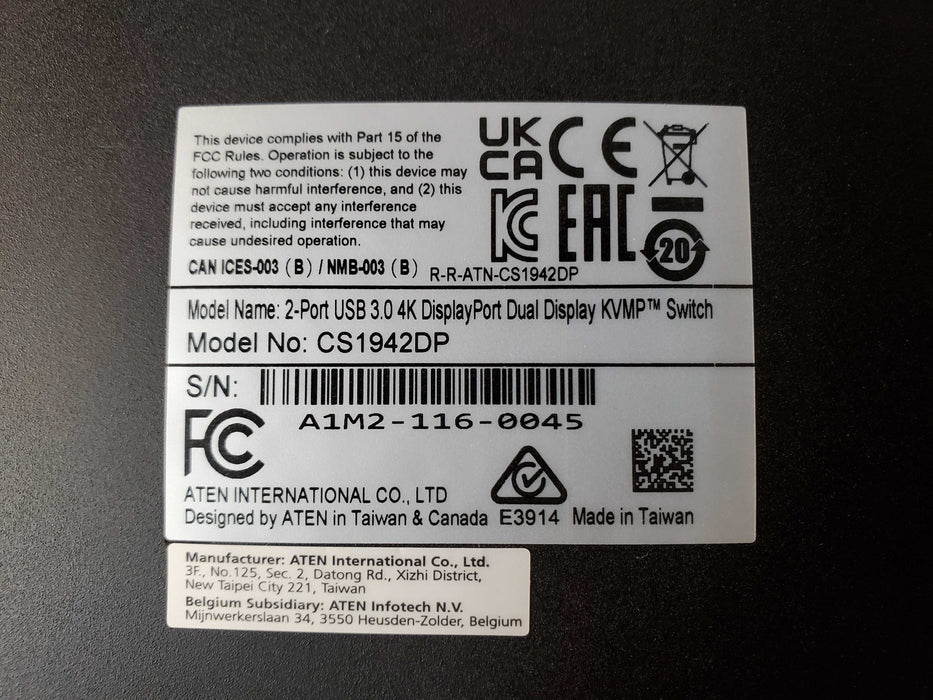 This device complies with Part 15 of the
FCC Rules. Operation is subject to the
following two conditions: (1) this device may
not cause harmful interference, and (2) this
device must accept any interference
received, including interference that may
cause undesired operation.
CAN ICES-003 (B) / NMB-003 (B)
UK
CA
CE
KC
EAC
20
R-R-ATN-CS1942DP
Model Name: 2-Port USB 3.0 4K DisplayPort Dual Display KVMP™ Switch
Model No: CS1942DP
S/N:
A1M2-116-0045
FC
ATEN INTERNATIONAL CO., LTD
Designed by ATEN in Taiwan & Canada
E3914
Made in Taiwan
Manufacturer: ATEN International Co., Ltd.
3F., No.125, Sec. 2, Datong Rd., Xizhi District,
New Taipei City 221, Taiwan
Belgium Subsidiary: ATEN Infotech N.V.
Mijnwerkerslaan 34, 3550 Heusden-Zolder, Belgium